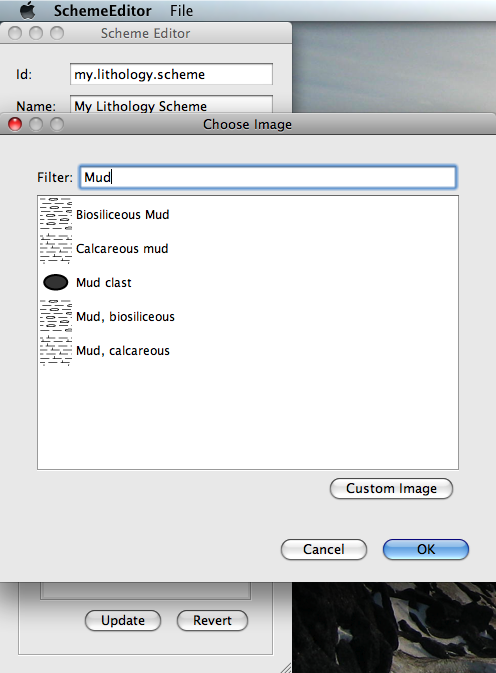 SchemeEditor File
Scheme Editor
Id: my.lithology.scheme
Name: My Lithology Scheme
Choose Image
Filter: Mud
Biosiliceous Mud
Calcareous mud
Mud clast
Mud, biosiliceous
Mud, calcareous
Custom Image
Cancel OK
Update Revert